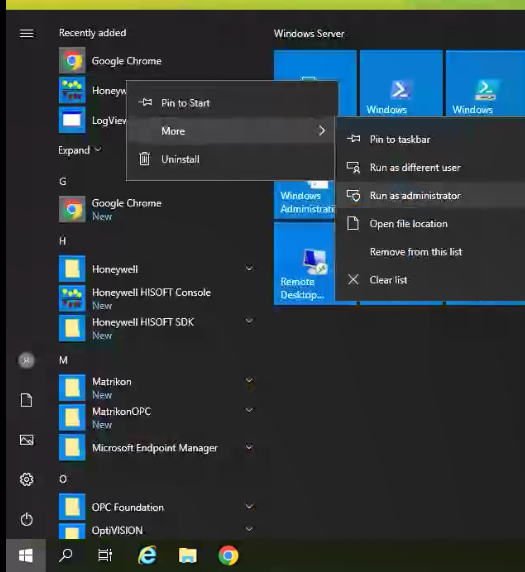 Recently added
Windows Server
Google Chrome
Honeyw
LogView
Expand
Pin to Start
More
Uninstall
Windows
Windows
Pin to taskbar
Run as different user
Run as administrator
Open file location
Remove from this list
Clear list
Windows
Administrati
Remote
Desktop...
G
Google Chrome
New
H
Honeywell
Honeywell HISOFT Console
New
Honeywell HISOFT SDK
New
M
Matrikon
New
MatrikonOPC
New
Microsoft Endpoint Manager
O
OPC Foundation
OptiVISION